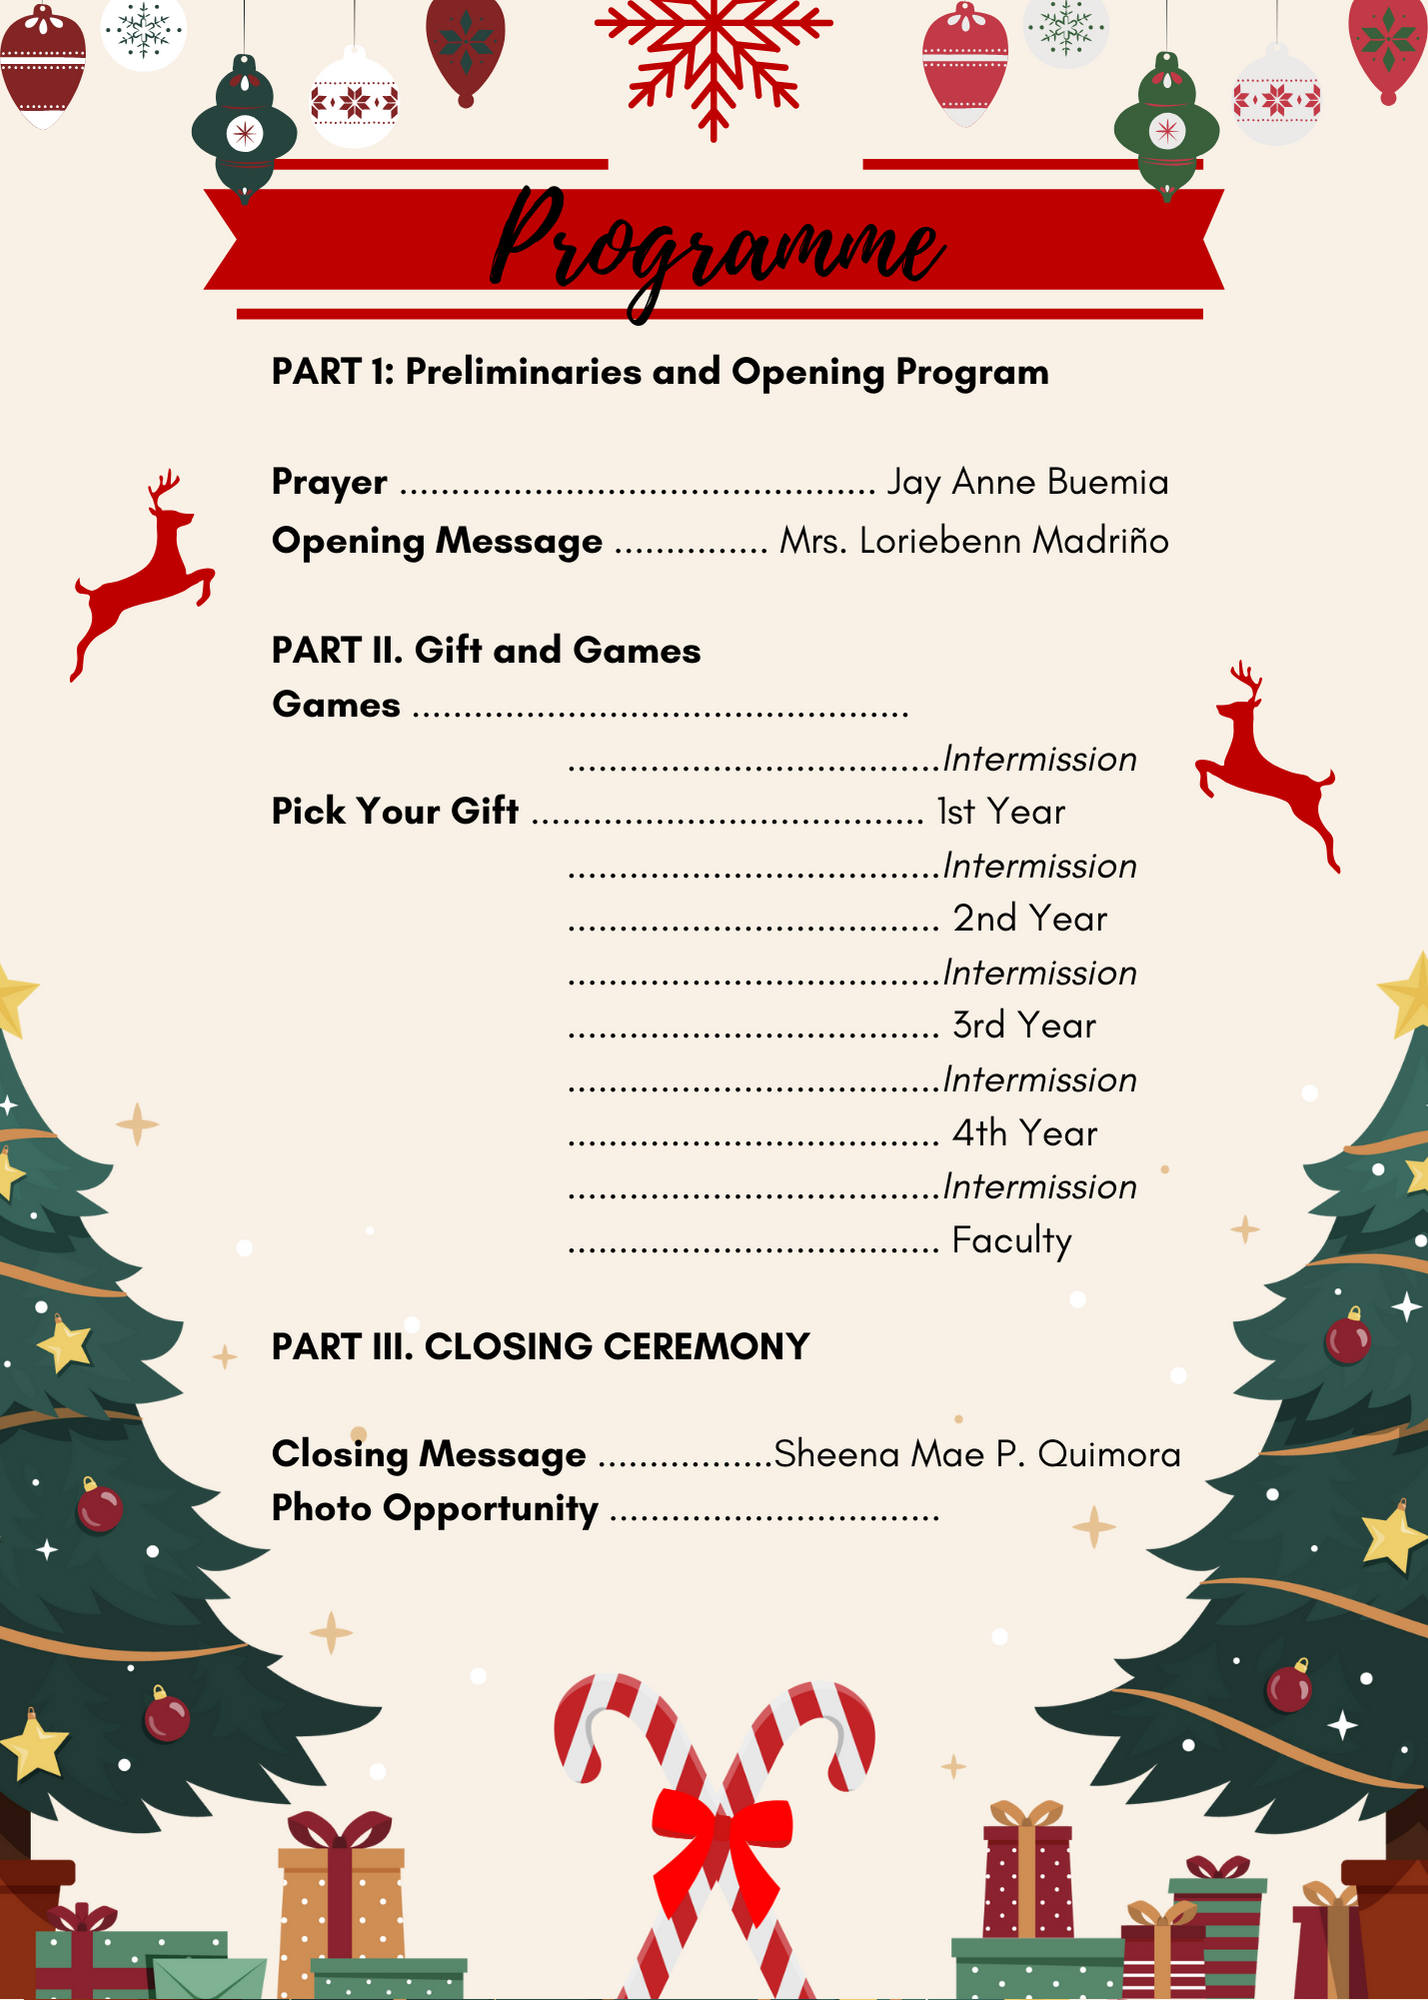 Programme
PART 1: Preliminaries and Opening Program
Prayer .............................................. Jay Anne Buemia
Opening Message ............... Mrs. Loriebenn Madriño
PART II. Gift and Games
Games ................................................
....................................Intermission
Pick Your Gift ...................................... 1st Year
....................................Intermission
.................................... 2nd Year
....................................Intermission
.................................... 3rd Year
....................................Intermission
.................................... 4th Year
....................................Intermission
.................................... Faculty
PART III. CLOSING CEREMONY
Closing Message .................Sheena Mae P. Quimora
Photo Opportunity ................................